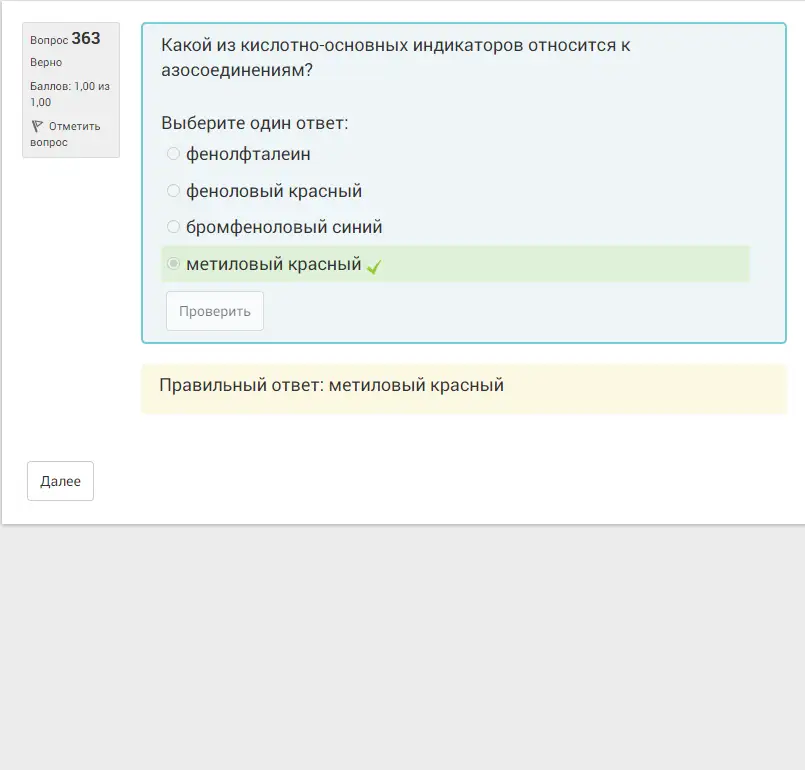 Вопрос 363
Верно
Баллов: 1,00 из
1,00
Отметить
вопрос
Какой из кислотно-основных индикаторов относится к
азосоединениям?
Выберите один ответ:
фенолфталеин
феноловый красный
бромфеноловый синий
метиловый красный
Проверить
Правильный ответ: метиловый красный
Далее